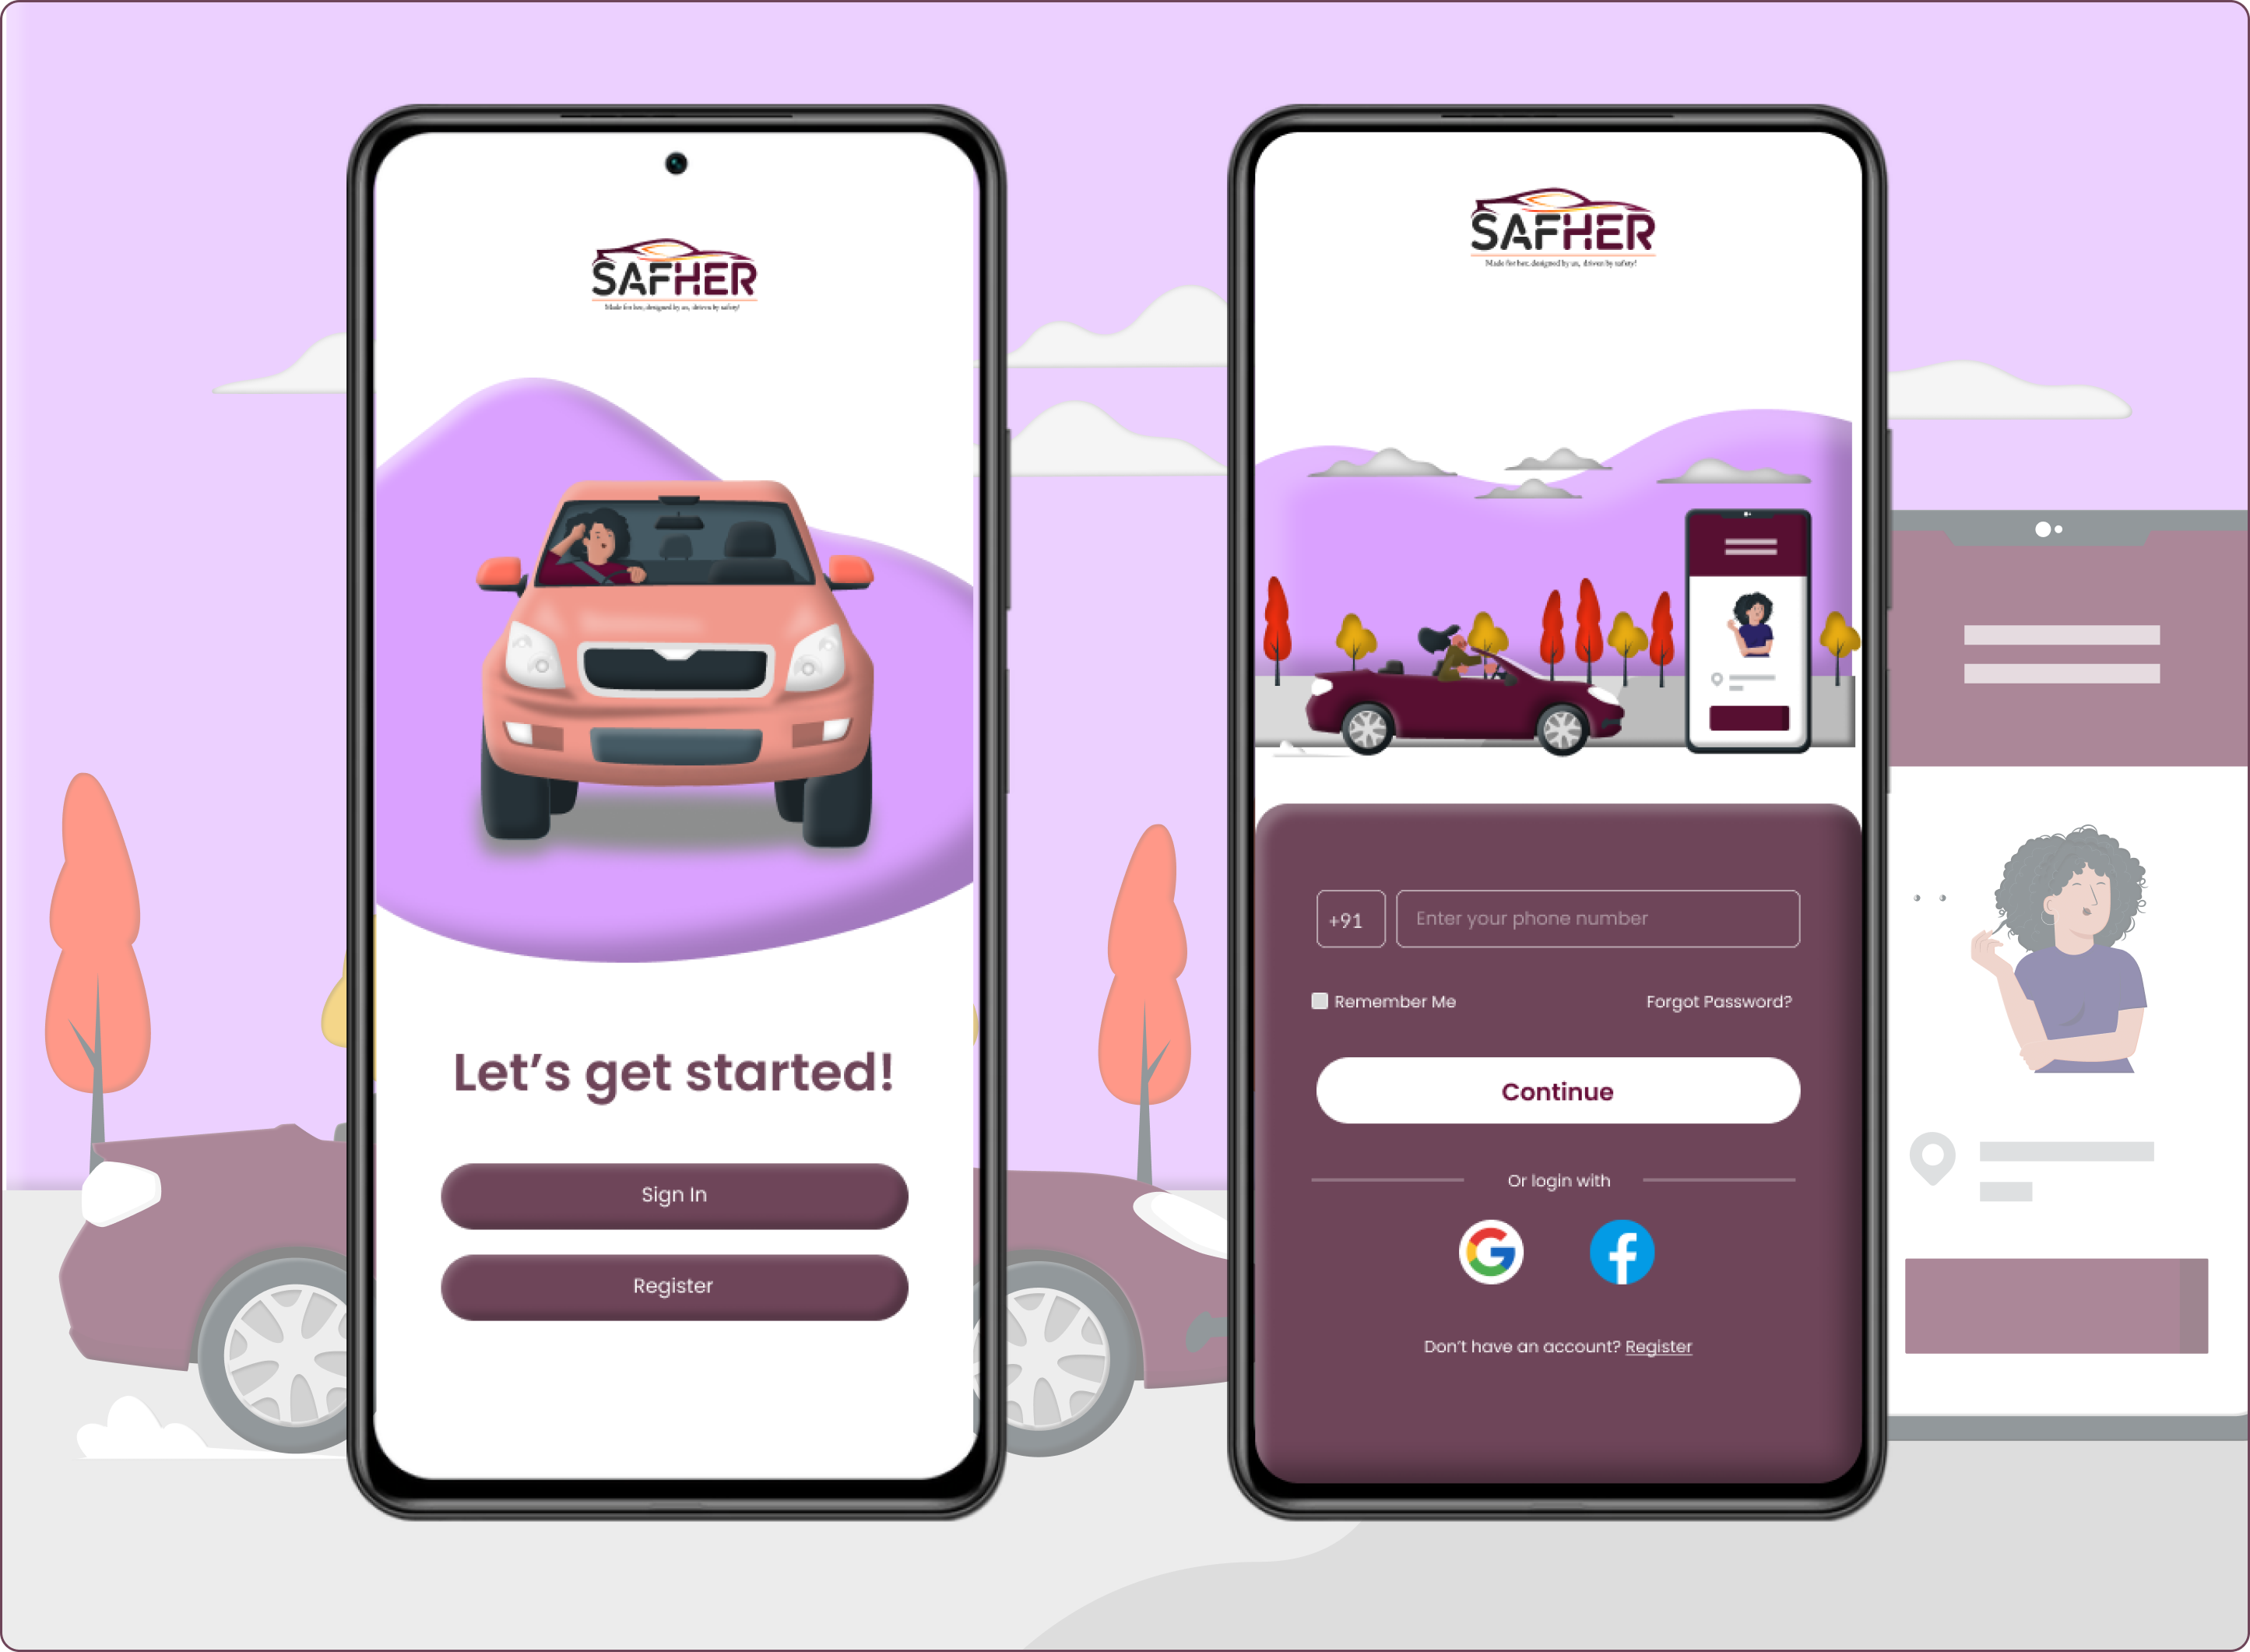 SAFHER
Made for her, designed by us, driven by safety!
Let's get started!
Sign In
Register
SAFHER
Made for her, designed by us, driven by safety!
+91 Enter your phone number
Remember Me Forgot Password?
Continue
Or login with
G f
Don't have an account? Register